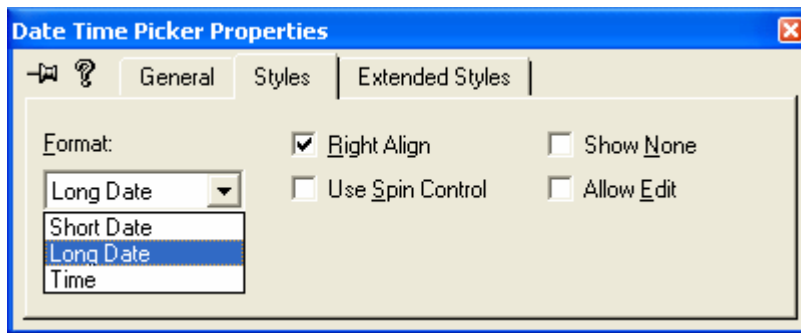 Date Time Picker Properties
? General Styles Extended Styles
Format: Right Align Show None
Long Date Use Spin Control Allow Edit
Short Date
Long Date
Time